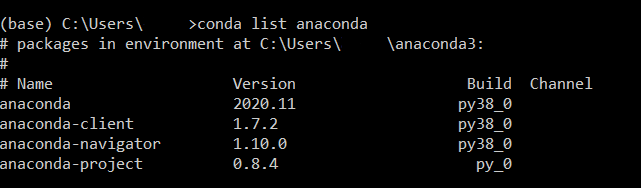 (base) C:\Users\ >conda list anaconda
# packages in environment at C:\Users\ \anaconda3:
#
# Name Version Build Channel
anaconda 2020.11 py38_0
anaconda-client 1.7.2 py38_0
anaconda-navigator 1.10.0 py38_0
anaconda-project 0.8.4 py_0